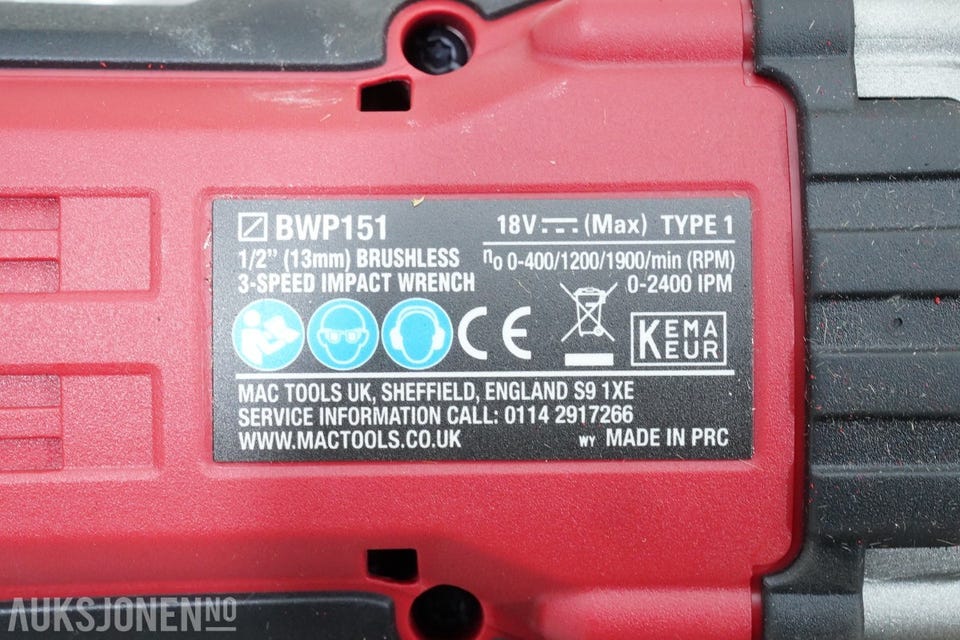 BWP151
18V (Max) TYPE 1
1/2” (13mm) BRUSHLESS
3-SPEED IMPACT WRENCH
no 0-400/1200/1900/min (RPM)
0-2400 IPM
CE
KEMA
KEUR
MAC TOOLS UK, SHEFFIELD, ENGLAND S9 1XE
SERVICE INFORMATION CALL: 0114 2917266
WWW.MACTOOLS.CO.UK
WY MADE IN PRC
AUKSJONEN NO